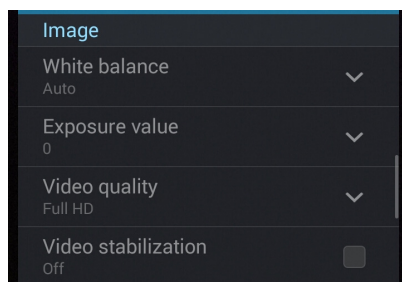 Image
White balance
Auto
Exposure value
0
Video quality
Full HD
Video stabilization
Off